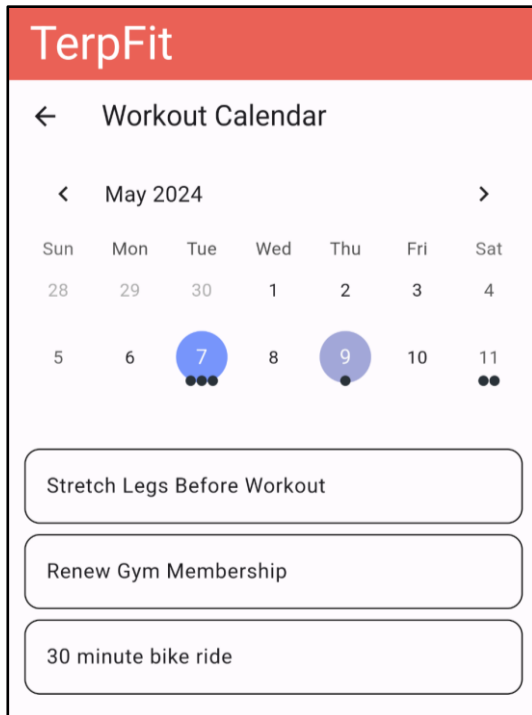 TerpFit
Workout Calendar
May 2024
Sun Mon Tue Wed Thu Fri Sat
28 29 30 1 2 3 4
5 6 7 8 9 10 11
Stretch Legs Before Workout
Renew Gym Membership
30 minute bike ride